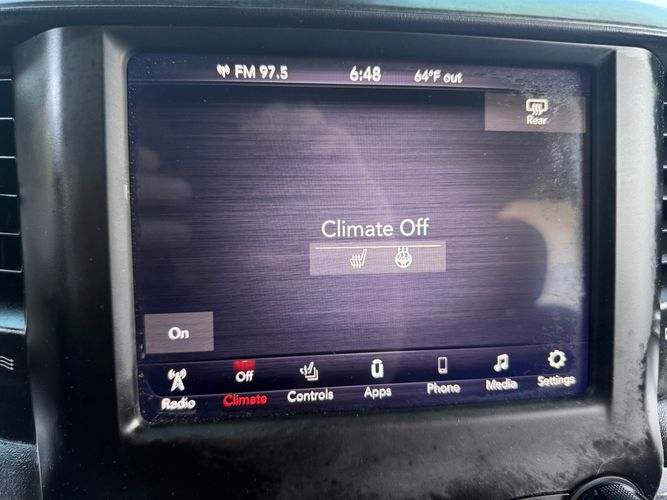 FM 97.5 6:48 64°F out
Rear
Climate Off
On
Off
Radio Climate Controls Apps Phone Media Settings